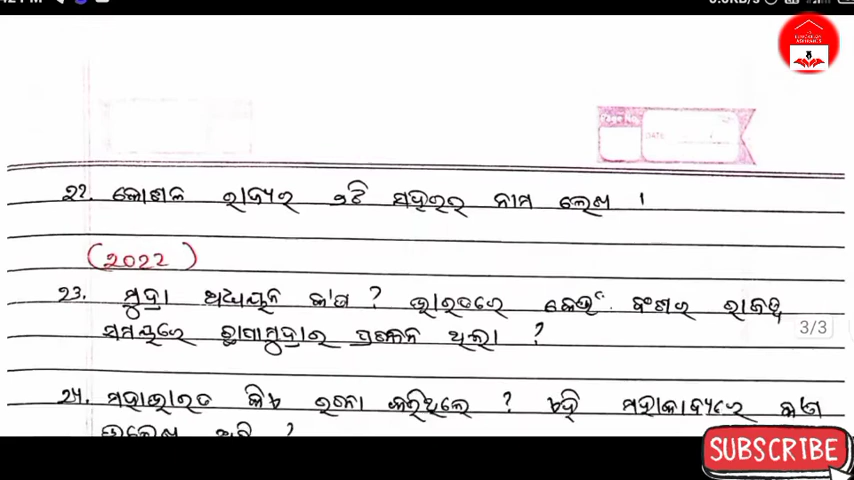 ୨୨. କୋଶଳ ରାଜ୍ୟର ୨ଟି ସହରର ନାମ ଲେଖ ।
(2022)
୨3. ମୁଦ୍ରା ଅଧ୍ୟୟନ କ'ଣ ? ଭାରତରେ କେଉଁ ବଂଶର ରାଜତ୍ୱ
3/3
ସମୟରେ ଛାପାମୁଦ୍ରାର ପ୍ରଚଳନ ଥିଲା ?
୨୪. ମହାଭାରତ କିଏ ରଚନା କରିଥିଲେ ? ଏହି ମହାକାବ୍ୟରେ କ'ଣ
SUBSCRIBE